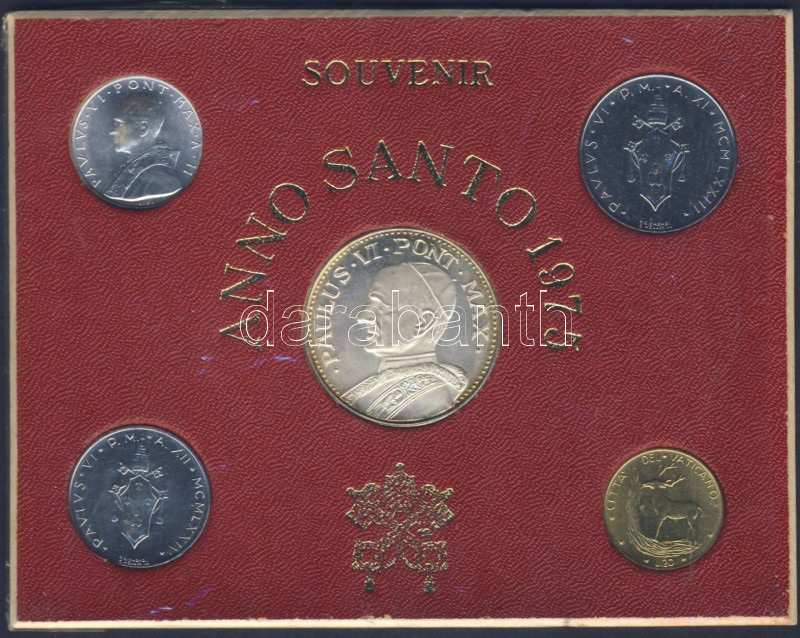 SOUVENIR
PAVLVS · VI · PONT · MAX · A · II
PAVLVS · VI · P. M. · A. XI · MCMLXXIII
ANNO SANTO 1975
· PAULUS · VI · PONT · MAX ·
darabanth
PAVLVS · VI · P. M. · A. XII · MCMLXXIV
CITTA' · DEL · VATICANO
· L.20 ·